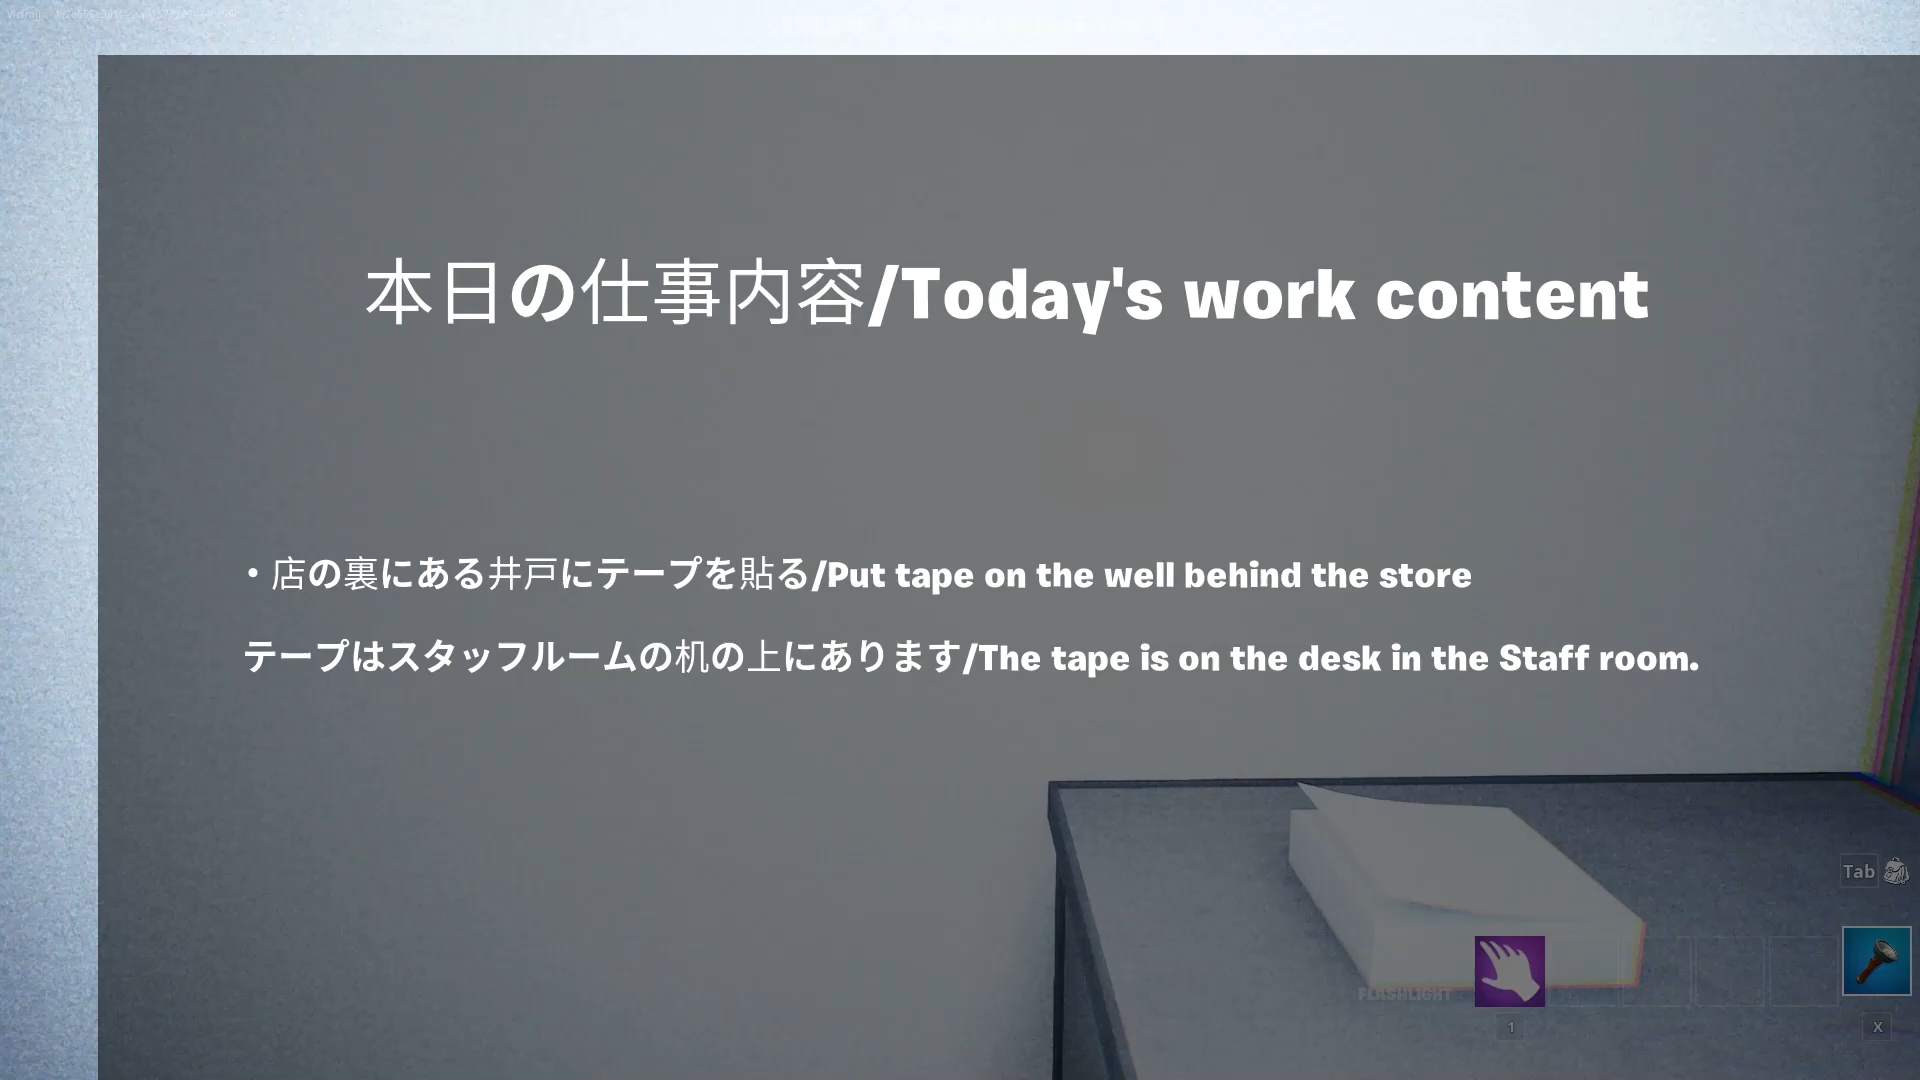 本日の仕事内容/Today's work content
・店の裏にある井戸にテープを貼る/Put tape on the well behind the store
テープはスタッフルームの机の上にあります/The tape is on the desk in the Staff room.
Tab
FLASHLIGHT
1
X